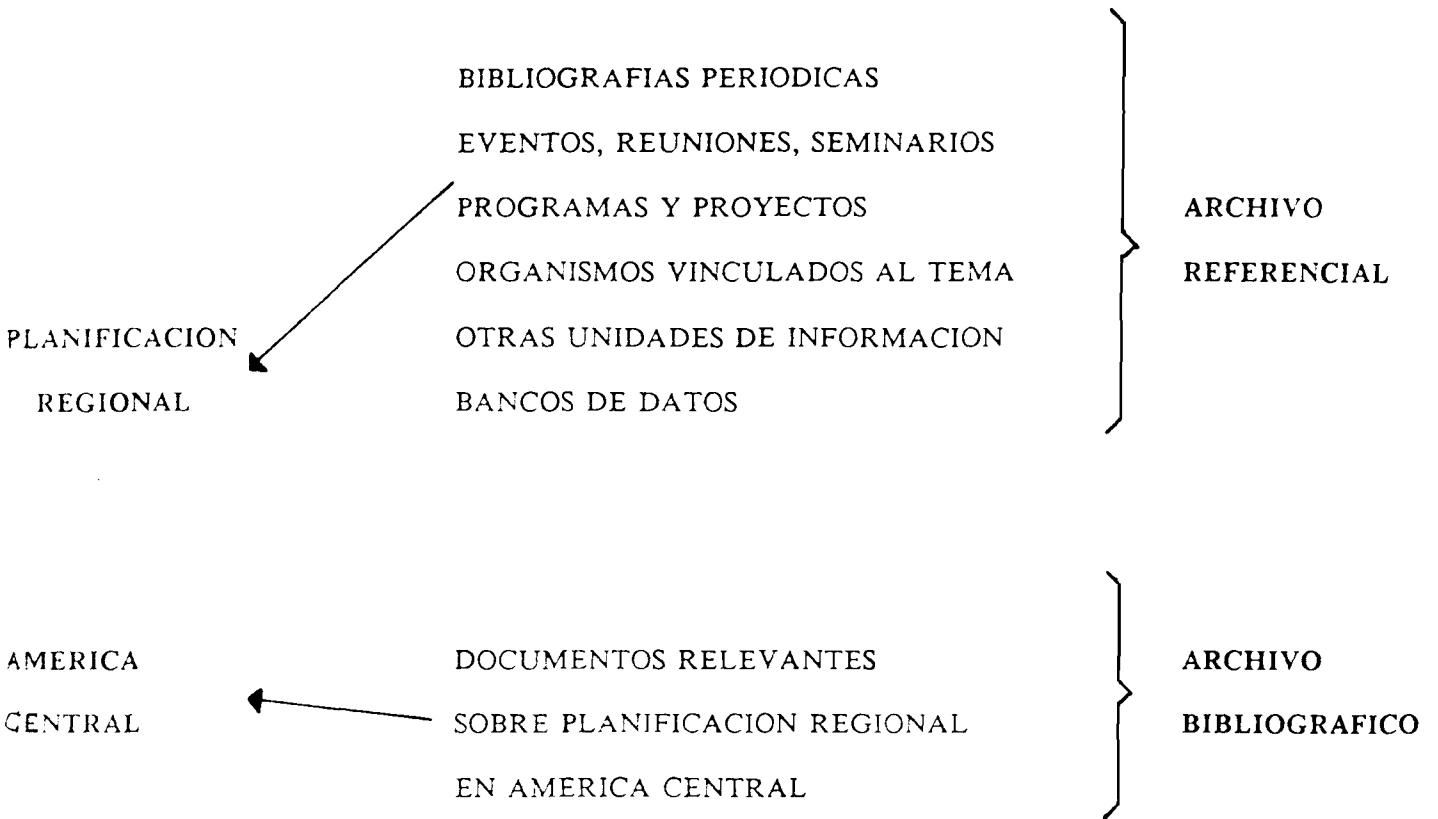 BIBLIOGRAFIAS PERIODICAS
EVENTOS, REUNIONES, SEMINARIOS
PROGRAMAS Y PROYECTOS
ORGANISMOS VINCULADOS AL TEMA
OTRAS UNIDADES DE INFORMACION
BANCOS DE DATOS
PLANIFICACION
REGIONAL
ARCHIVO
REFERENCIAL
AMERICA
CENTRAL
DOCUMENTOS RELEVANTES
SOBRE PLANIFICACION REGIONAL
EN AMERICA CENTRAL
ARCHIVO
BIBLIOGRAFICO